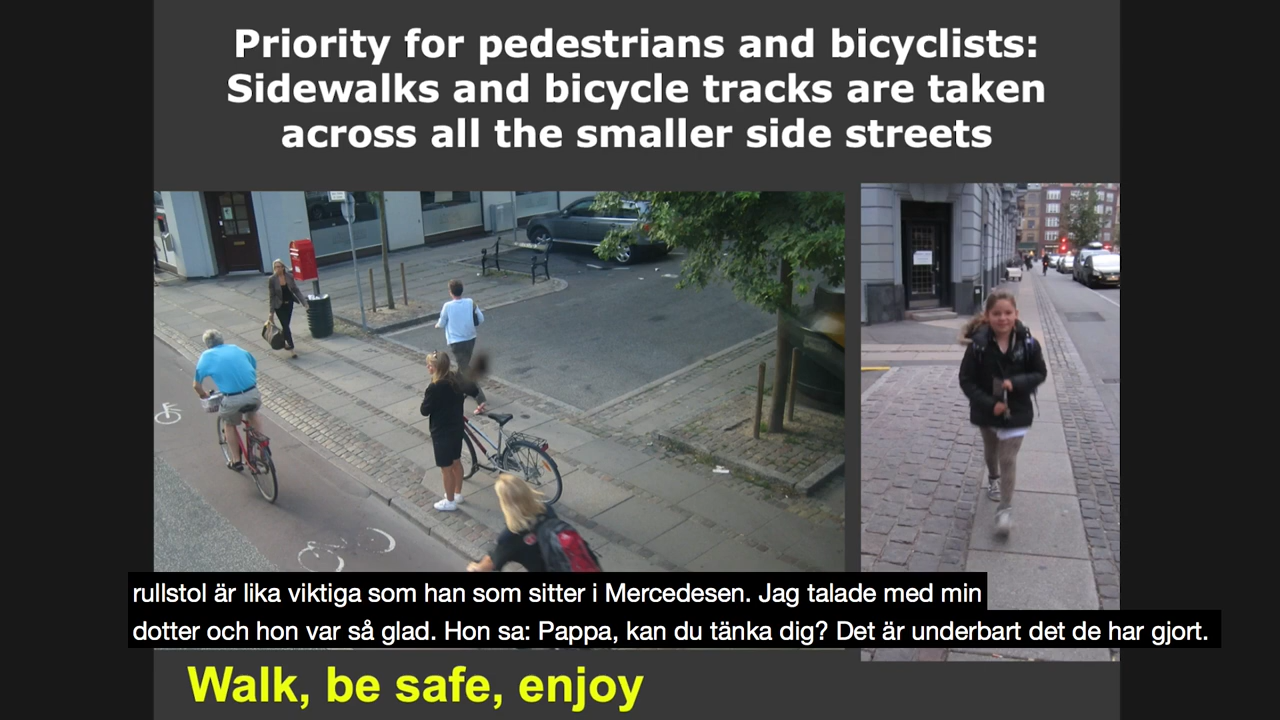 Priority for pedestrians and bicyclists:
Sidewalks and bicycle tracks are taken
across all the smaller side streets
rullstol är lika viktiga som han som sitter i Mercedesen. Jag talade med min
dotter och hon var så glad. Hon sa: Pappa, kan du tänka dig? Det är underbart det de har gjort.
Walk, be safe, enjoy